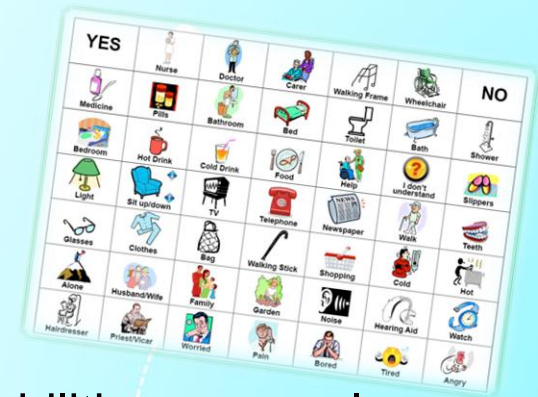 YES Nurse Doctor Carer Walking Frame Wheelchair NO
Medicine Pills Bathroom Bed Toilet Bath Shower
Bedroom Hot Drink Cold Drink Food Help I don't understand Slippers
Light Sit up/down TV Telephone Newspaper Walk Teeth
Glasses Clothes Bag Walking Stick Shopping Cold Hot
Alone Husband/Wife Family Garden Noise Hearing Aid Watch
Hairdresser Priest/Vicar Worried Pain Bored Tired Angry